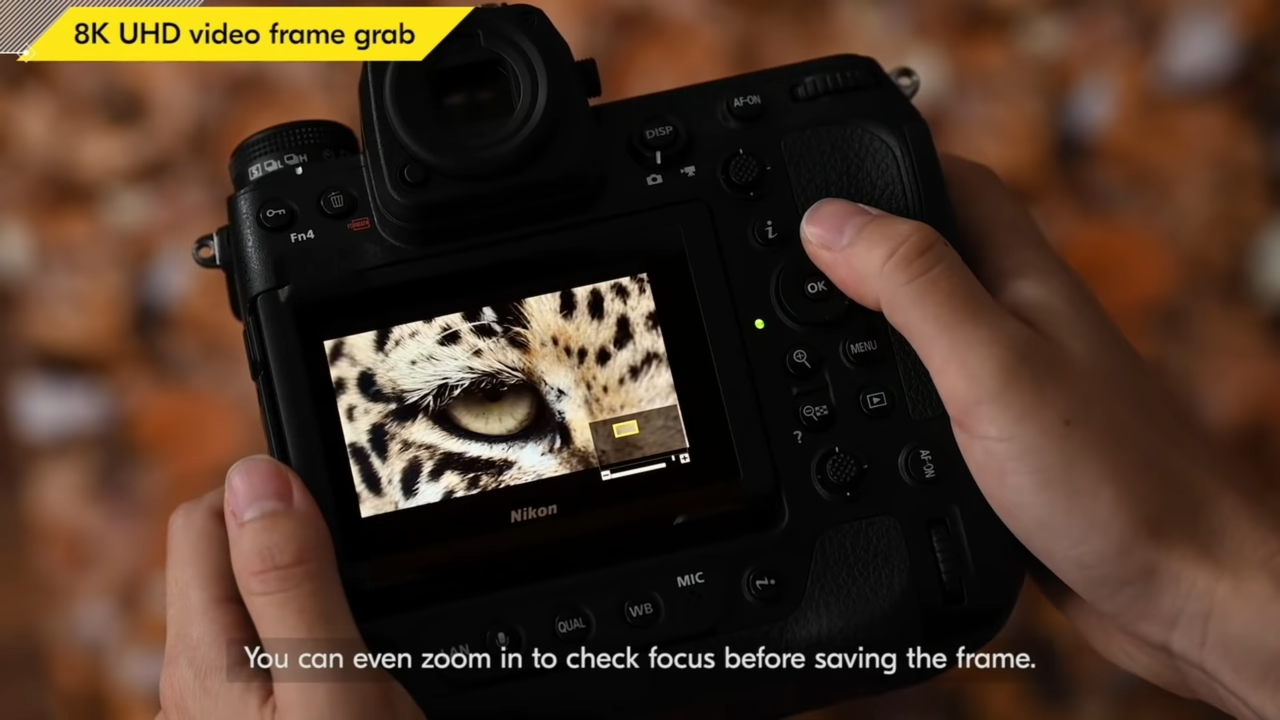 8K UHD video frame grab
AF-ON
DISP
S L H
Fn4
i
OK
MENU
?
AF-ON
Nikon
MIC
i
WB
QUAL
LAN
You can even zoom in to check focus before saving the frame.